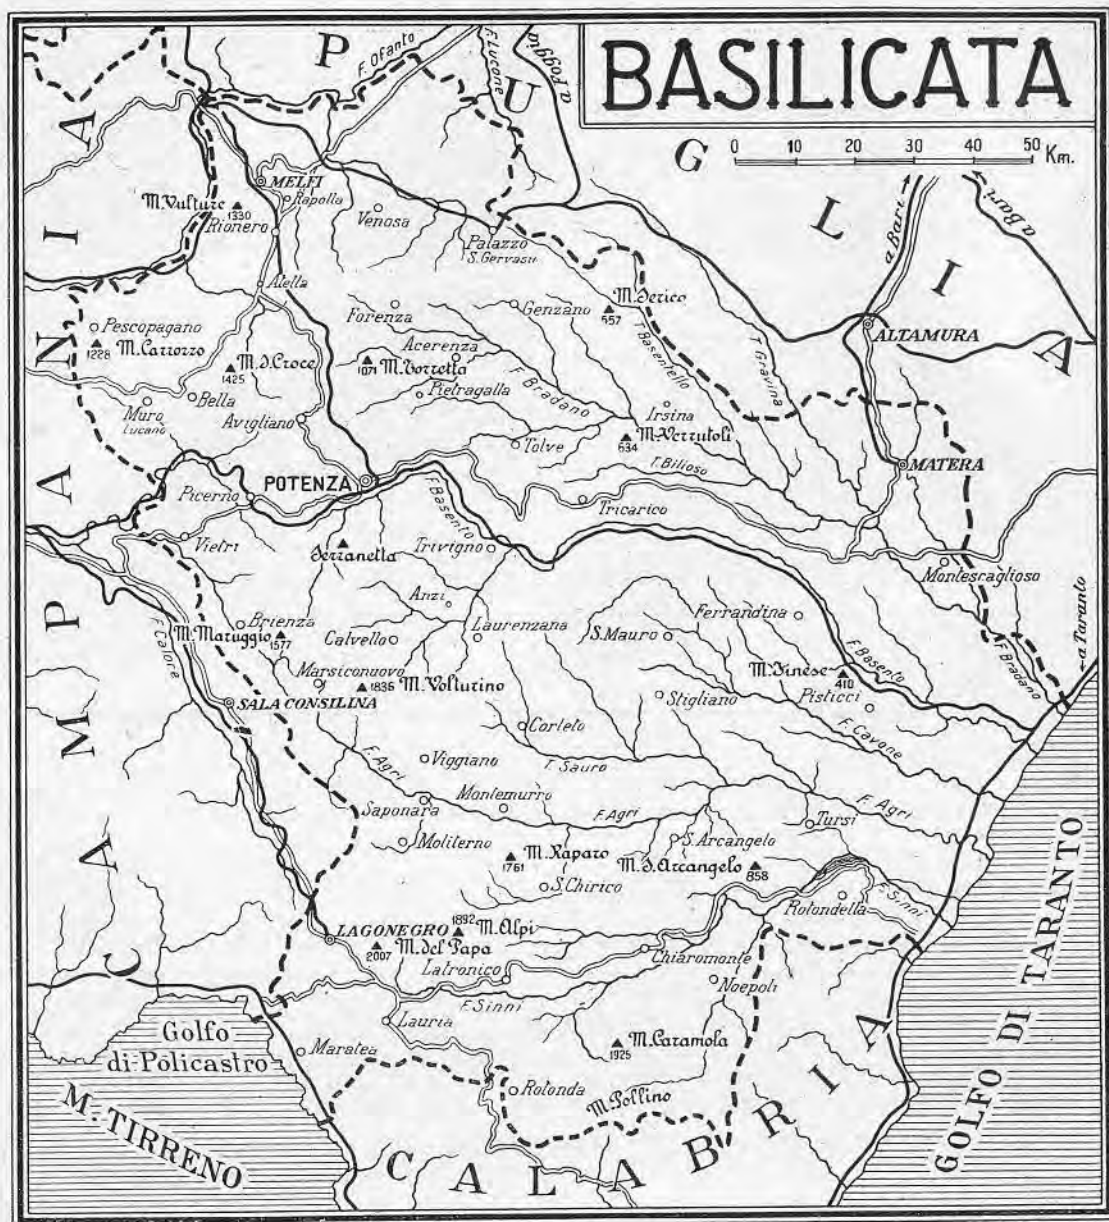 BASILICATA
0 10 20 30 40 50 Km.
PUGLIA
CAMPANIA
CALABRIA
F. Ofanto
F. Lucone
a Foggia
a Bari
a Bari
MELFI
Rapolla
M. Vulture
1330
Rionero
Venosa
Palazzo
S. Gervasio
Atella
Forenza
Genzano
M. Serico
557
ALTAMURA
Pescopagano
1228 M. Carrozzo
M. d. Croce
1425
Acerenza
1071 M. Torretta
F. Bradano
T. Basentello
T. Gravina
Pietragalla
Bella
Muro
Lucano
Avigliano
Irsina
M. Verrutoli
634
Tolve
T. Bilioso
MATERA
POTENZA
Picerno
F. Basento
Tricarico
Vietri
Serranetta
Trivigno
Montescaglioso
a Taranto
Anzi
Ferrandina
Brienza
M. Maruggio
1577
Calvello
Laurenzana
S. Mauro
F. Calore
Marsiconuovo
1836 M. Volturino
M. Finese
410
F. Basento
F. Bradano
Pisticci
SALA CONSILINA
Stigliano
Corleto
F. Cavone
F. Agri
Viggiano
T. Sauro
Montemurro
Saponara
F. Agri
F. Agri
Tursi
Moliterno
S. Arcangelo
M. Raparo
1761
M. S. Arcangelo
858
S. Chirico
F. Sinni
Rotondella
LAGONEGRO
1892 M. Alpi
M. del Papa
2007
Chiaromonte
Latronico
Noepoli
F. Sinni
Lauria
Golfo
di Policastro
Maratea
M. Caramola
1925
Rotonda
M. Pollino
M. TIRRENO
GOLFO DI TARANTO